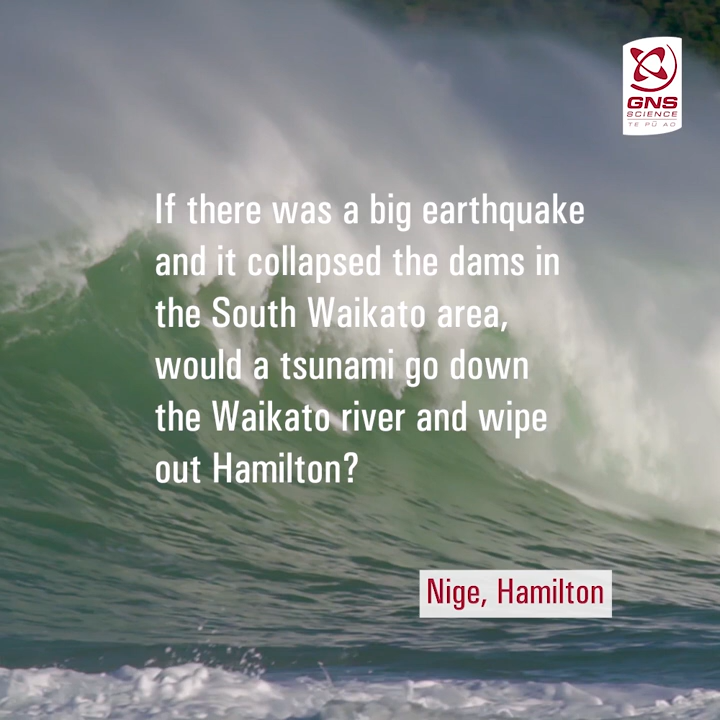 GNS
SCIENCE
TE PŪ AO
If there was a big earthquake
and it collapsed the dams in
the South Waikato area,
would a tsunami go down
the Waikato river and wipe
out Hamilton?
Nige, Hamilton